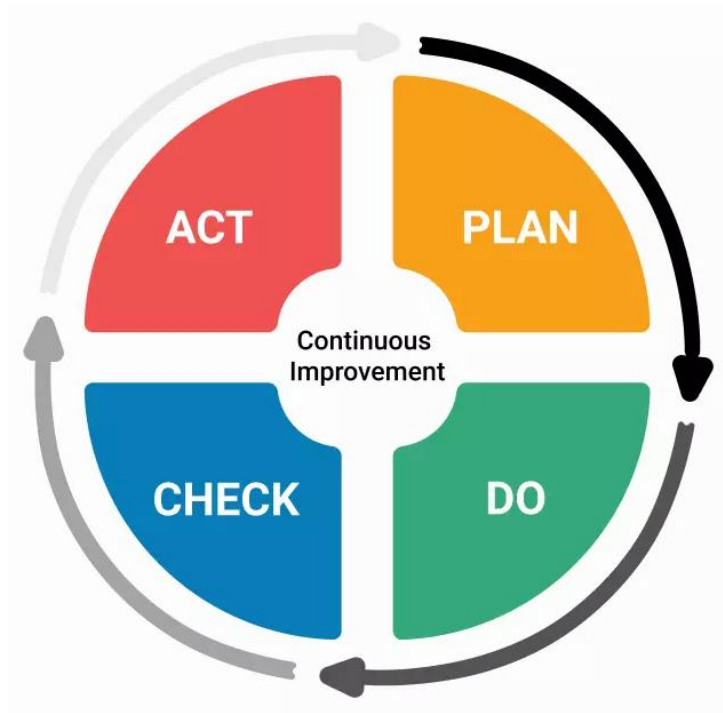 ACT
PLAN
Continuous
Improvement
CHECK
DO